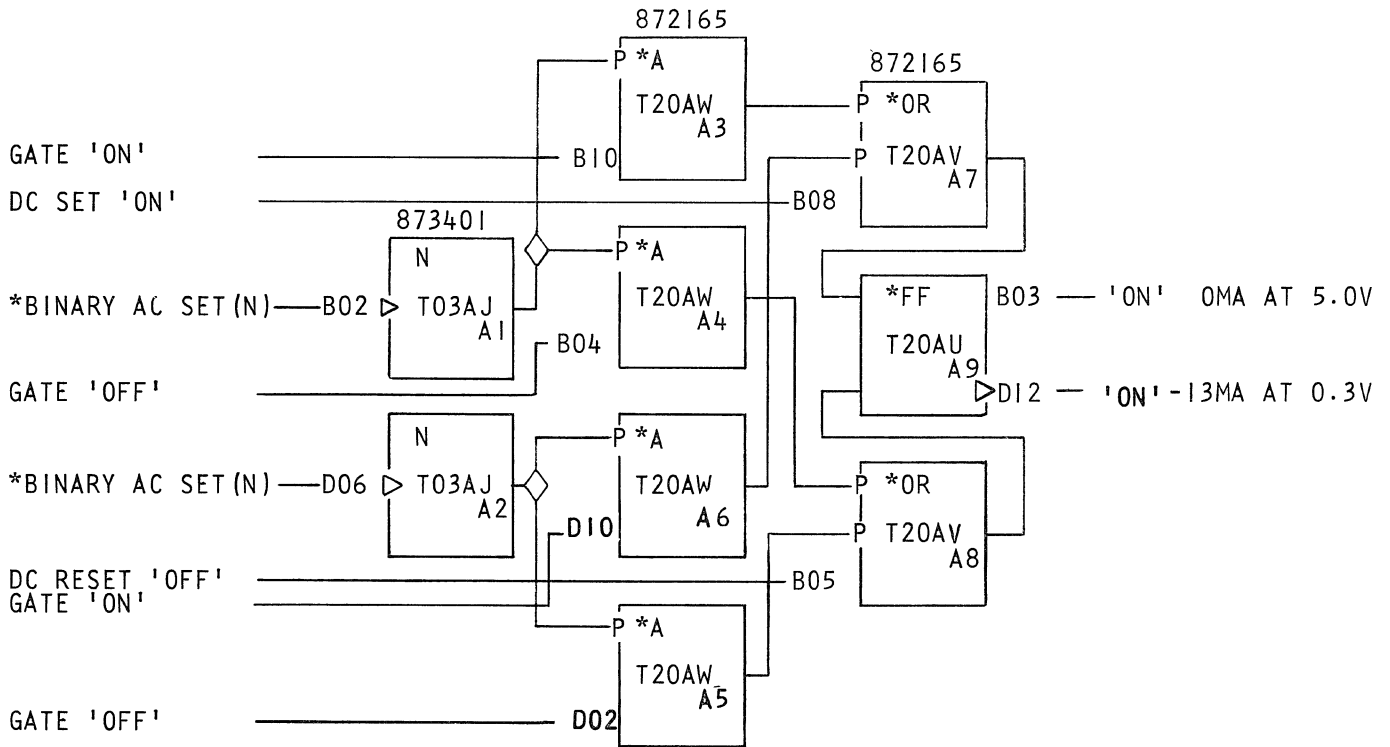 872165
P *A
T20AW
A3
872165
P *OR
P T20AV
A7
GATE 'ON'
B10
DC SET 'ON'
B08
873401
N
T03AJ
A1
*BINARY AC SET(N)
B02
P *A
T20AW
A4
B04
GATE 'OFF'
*FF
T20AU
A9
B03 'ON' 0MA AT 5.0V
D12 'ON' -13MA AT 0.3V
N
T03AJ
A2
*BINARY AC SET(N)
D06
P *A
T20AW
A6
D10
P *OR
P T20AV
A8
DC RESET 'OFF'
B05
GATE 'ON'
P *A
T20AW
A5
GATE 'OFF'
D02